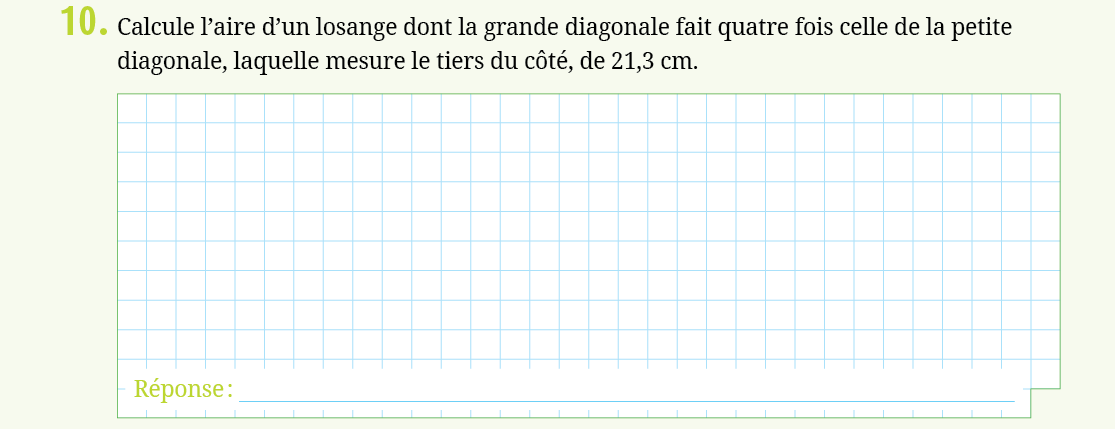 10. Calcule l’aire d’un losange dont la grande diagonale fait quatre fois celle de la petite
diagonale, laquelle mesure le tiers du côté, de 21,3 cm.
Réponse :